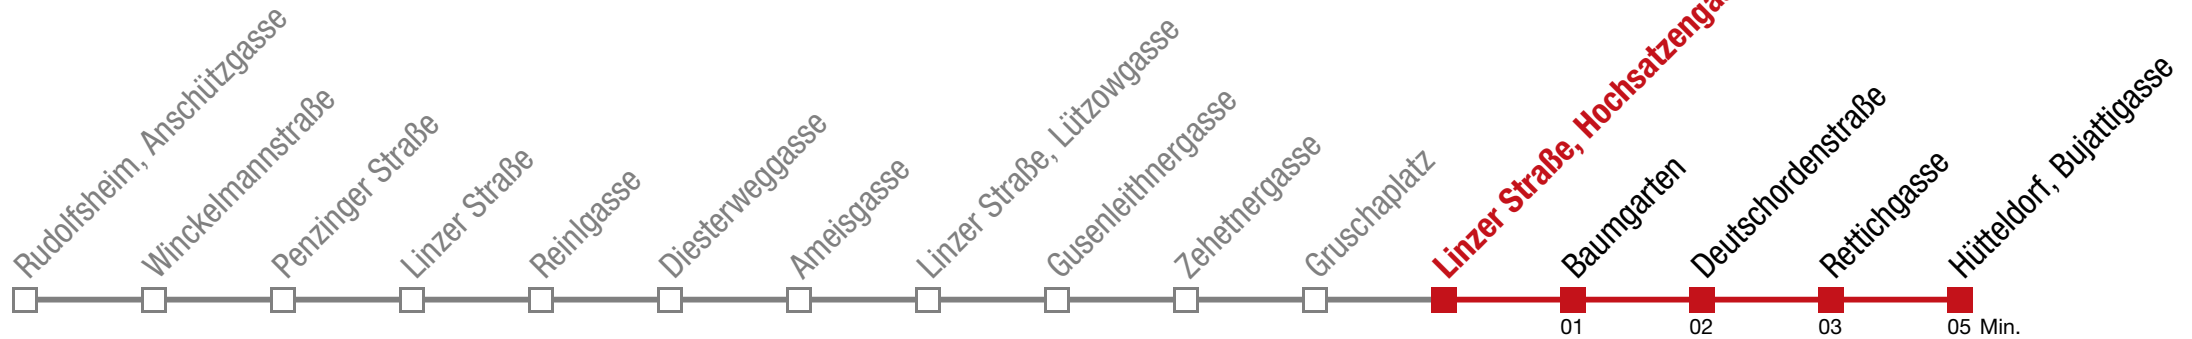 Rudolfsheim, Anschützgasse
Winckelmannstraße
Penzinger Straße
Linzer Straße
Reinlgasse
Diesterweggasse
Ameisgasse
Linzer Straße, Lützowgasse
Gusenleithnergasse
Zehetnergasse
Gruschaplatz
Linzer Straße, Hochsatzenga
Baumgarten
Deutschordenstraße
Rettichgasse
Hütteldorf, Bujattigasse
01 02 03 05 Min.